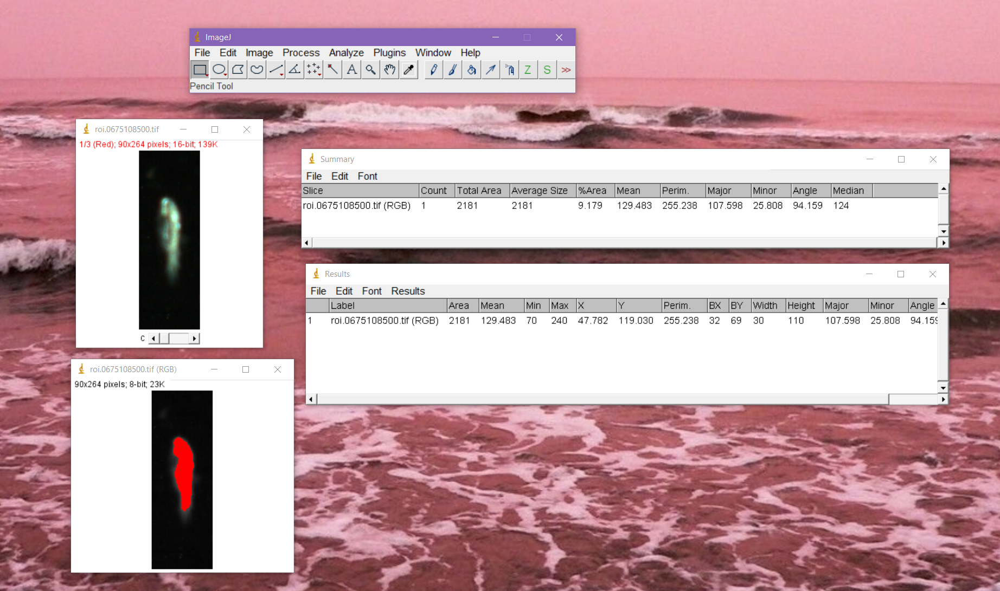 ImageJ
File Edit Image Process Analyze Plugins Window Help
A Z S >>
Pencil Tool
roi.0675108500.tif
1/3 (Red); 90x264 pixels; 16-bit; 139K
c
Summary
File Edit Font
Slice Count Total Area Average Size %Area Mean Perim. Major Minor Angle Median
roi.0675108500.tif (RGB) 1 2181 2181 9.179 129.483 255.238 107.598 25.808 94.159 124
Results
File Edit Font Results
Label Area Mean Min Max X Y Perim. BX BY Width Height Major Minor Angle
1 roi.0675108500.tif (RGB) 2181 129.483 70 240 47.782 119.030 255.238 32 69 30 110 107.598 25.808 94.159
roi.0675108500.tif (RGB)
90x264 pixels; 8-bit; 23K